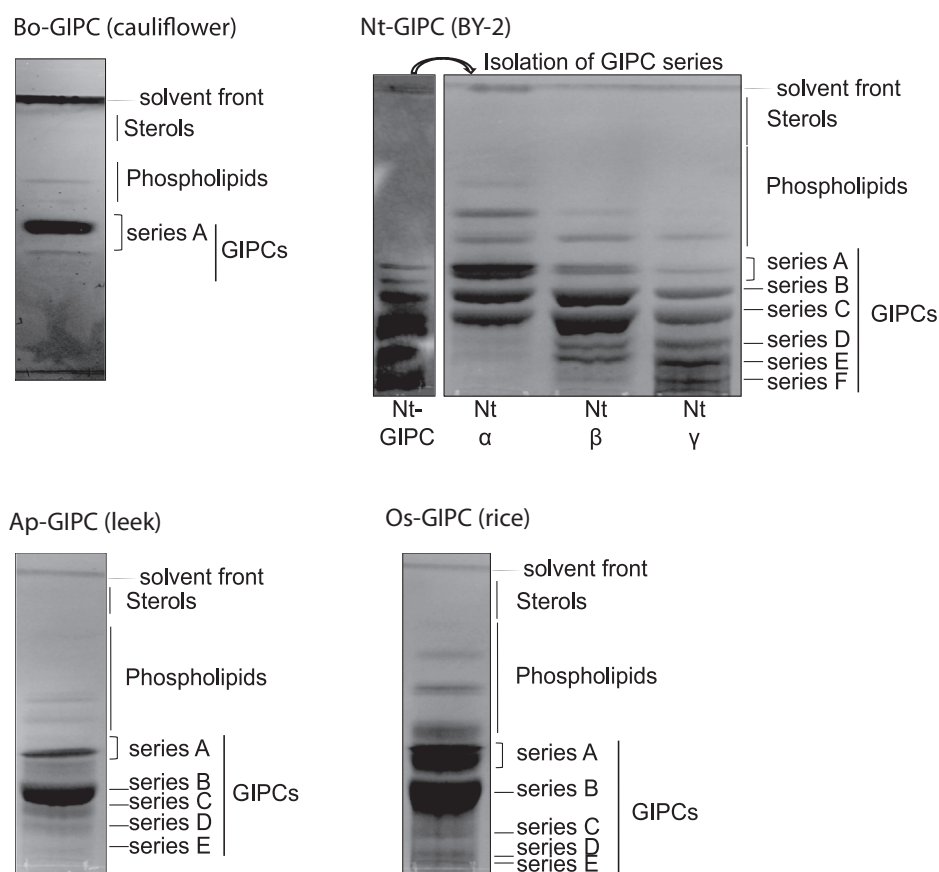 Bo-GIPC (cauliflower)
solvent front
Sterols
Phospholipids
series A
GIPCs
Nt-GIPC (BY-2)
Isolation of GIPC series
solvent front
Sterols
Phospholipids
series A
series B
series C
series D
series E
series F
GIPCs
Nt-
GIPC
Nt
α
Nt
β
Nt
γ
Ap-GIPC (leek)
solvent front
Sterols
Phospholipids
series A
series B
series C
series D
series E
GIPCs
Os-GIPC (rice)
solvent front
Sterols
Phospholipids
series A
series B
series C
series D
series E
GIPCs